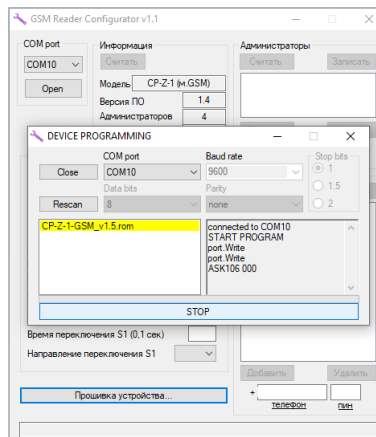 GSM Reader Configurator v1.1
COM port
COM10
Open
Информация
Считать
Модель CP-Z-1 (м.GSM)
Версия ПО 1.4
Администраторов 4
Администраторы
Считать Записать
DEVICE PROGRAMMING
COM port Baud rate Stop bits
Close COM10 9600 1
Data bits Parity 1.5
Rescan 8 none 2
CP-Z-1-GSM_v1.5.rom
connected to COM10
START PROGRAM
port.Write
port.Write
ASK106 000
STOP
Время переключения S1 (0,1 сек)
Направление переключения S1
Прошивка устройства...
Добавить Удалить
+
телефон пин